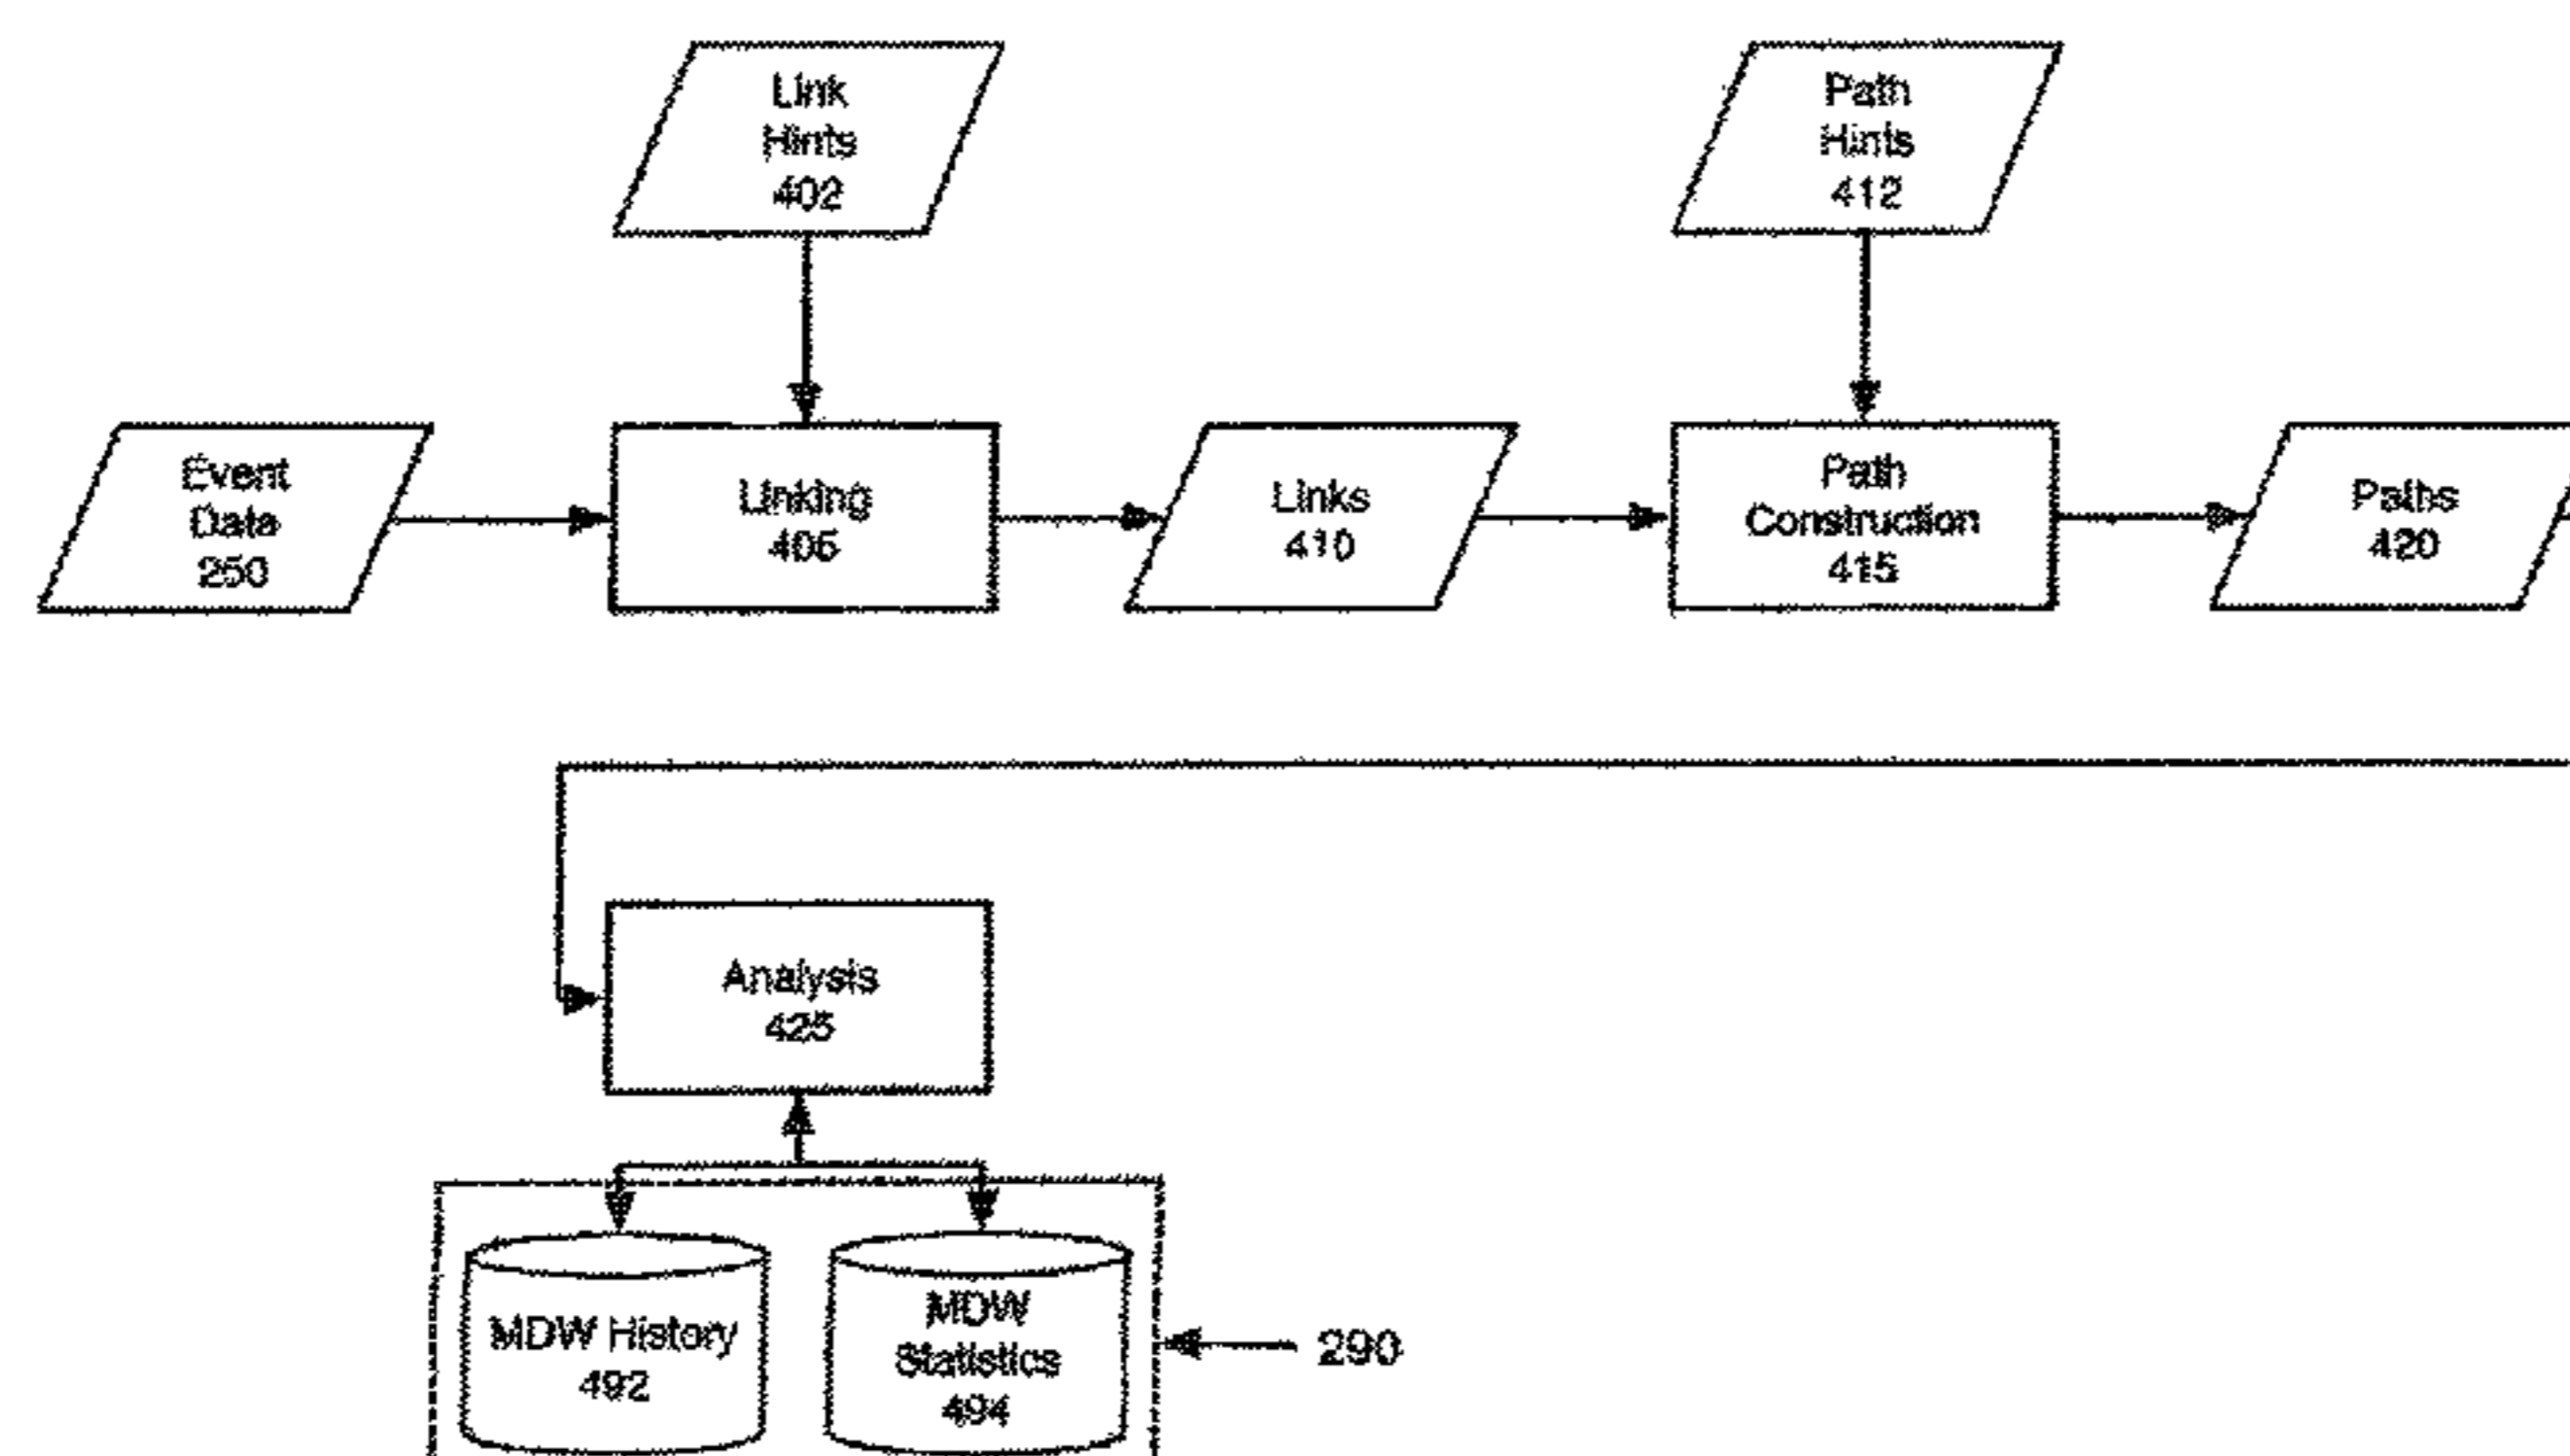 Link
Hints
402
Path
Hints
412
Event
Data
250
Linking
405
Links
410
Path
Construction
415
Paths
420
Analysis
425
MDW History
492
MDW
Statistics
494
290